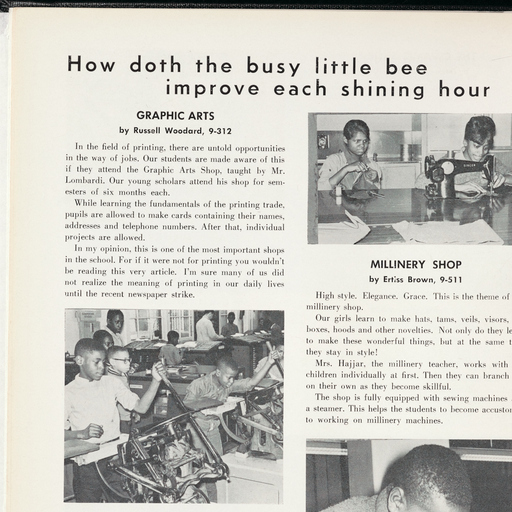 How doth the busy little bee
improve each shining hour
GRAPHIC ARTS
by Russell Woodard, 9-312
In the field of printing, there are untold opportunities
in the way of jobs. Our students are made aware of this
if they attend the Graphic Arts Shop, taught by Mr.
Lombardi. Our young scholars attend his shop for sem-
esters of six months each.
While learning the fundamentals of the printing trade,
pupils are allowed to make cards containing their names,
addresses and telephone numbers. After that, individual
projects are allowed.
In my opinion, this is one of the most important shops
in the school. For if it were not for printing you wouldn't
be reading this very article. I'm sure many of us did
not realize the meaning of printing in our daily lives
until the recent newspaper strike.
SINGER
MILLINERY SHOP
by Ertiss Brown, 9-511
High style. Elegance. Grace. This is the theme of
millinery shop.
Our girls learn to make hats, tams, veils, visors,
boxes, hoods and other novelties. Not only do they le
to make these wonderful things, but at the same t
they stay in style!
Mrs. Hajjar, the millinery teacher, works with
children individually at first. Then they can branch
on their own as they become skillful.
The shop is fully equipped with sewing machines
a steamer. This helps the students to become accustom
to working on millinery machines.